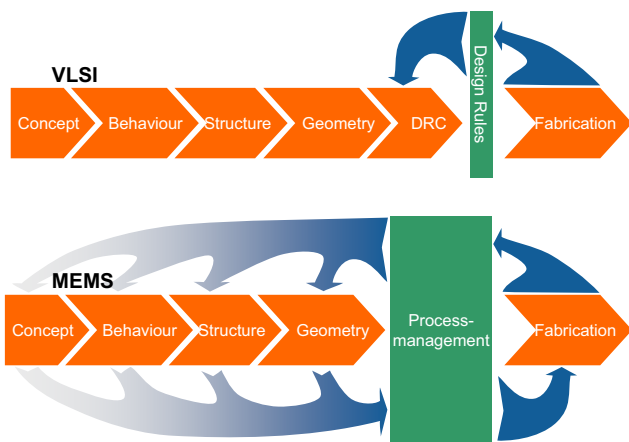 VLSI
Concept
Behaviour
Structure
Geometry
DRC
Design Rules
Fabrication
MEMS
Concept
Behaviour
Structure
Geometry
Process-
management
Fabrication